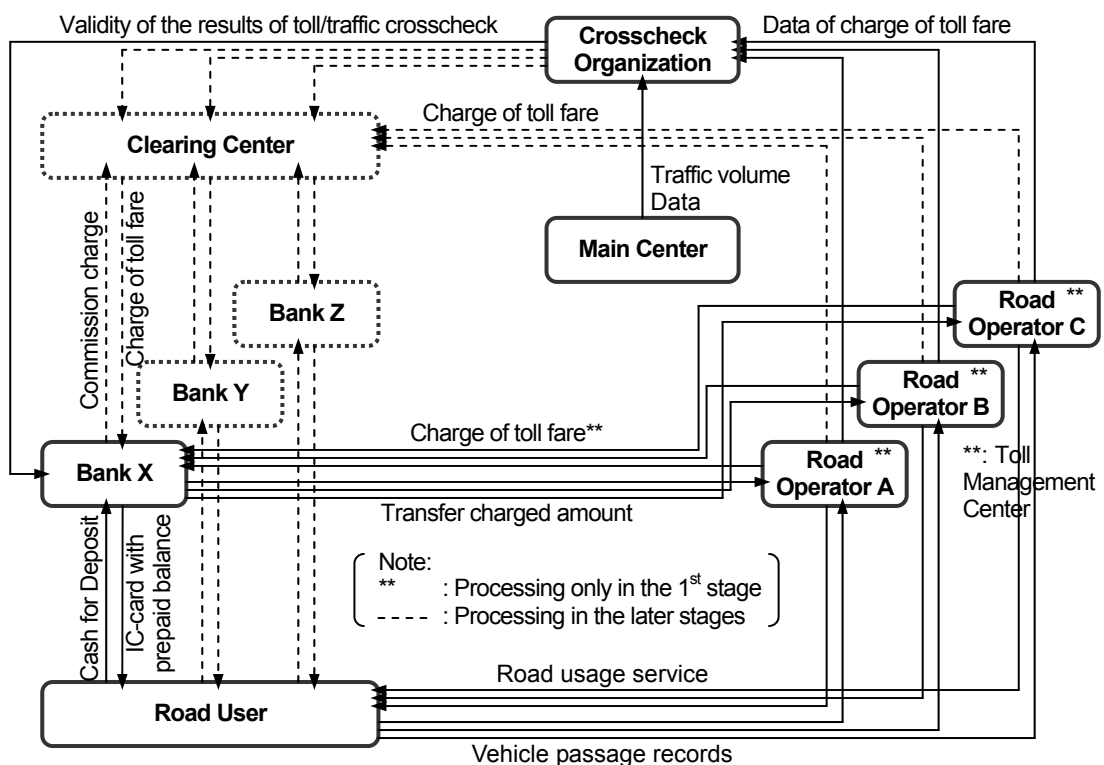 Validity of the results of toll/traffic crosscheck
Data of charge of toll fare
Crosscheck
Organization
Charge of toll fare
Clearing Center
Traffic volume
Data
Main Center
Commission charge
Charge of toll fare
Bank Z
Road **
Operator C
Bank Y
Road **
Operator B
Charge of toll fare**
Bank X
Road **
Operator A
**: Toll
Management
Center
Transfer charged amount
Cash for Deposit
IC-card with
prepaid balance
Note:
** : Processing only in the 1st stage
---- : Processing in the later stages
Road usage service
Road User
Vehicle passage records